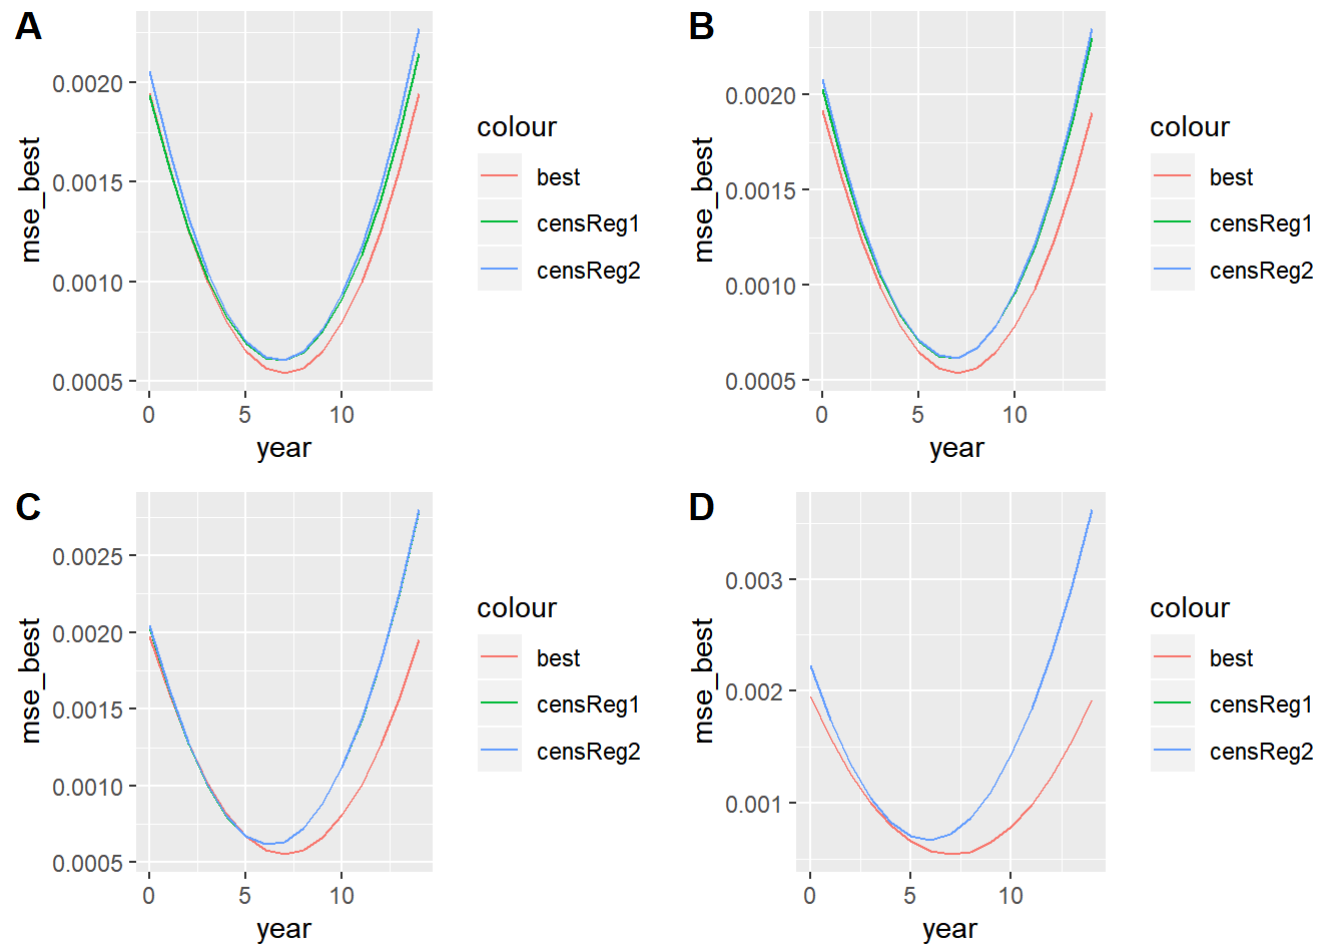 A
mse_best
0.0020
0.0015
0.0010
0.0005
0 5 10
year
colour
best
censReg1
censReg2
B
mse_best
0.0020
0.0015
0.0010
0.0005
0 5 10
year
colour
best
censReg1
censReg2
C
mse_best
0.0025
0.0020
0.0015
0.0010
0.0005
0 5 10
year
colour
best
censReg1
censReg2
D
mse_best
0.003
0.002
0.001
0 5 10
year
colour
best
censReg1
censReg2